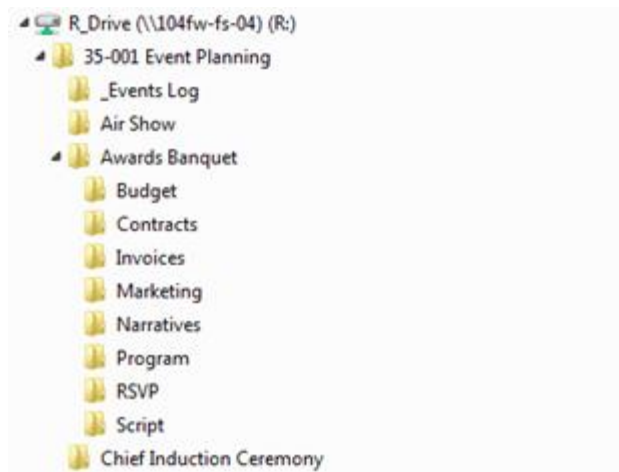 R_Drive (\\104fw-fs-04) (R:)
35-001 Event Planning
_Events Log
Air Show
Awards Banquet
Budget
Contracts
Invoices
Marketing
Narratives
Program
RSVP
Script
Chief Induction Ceremony